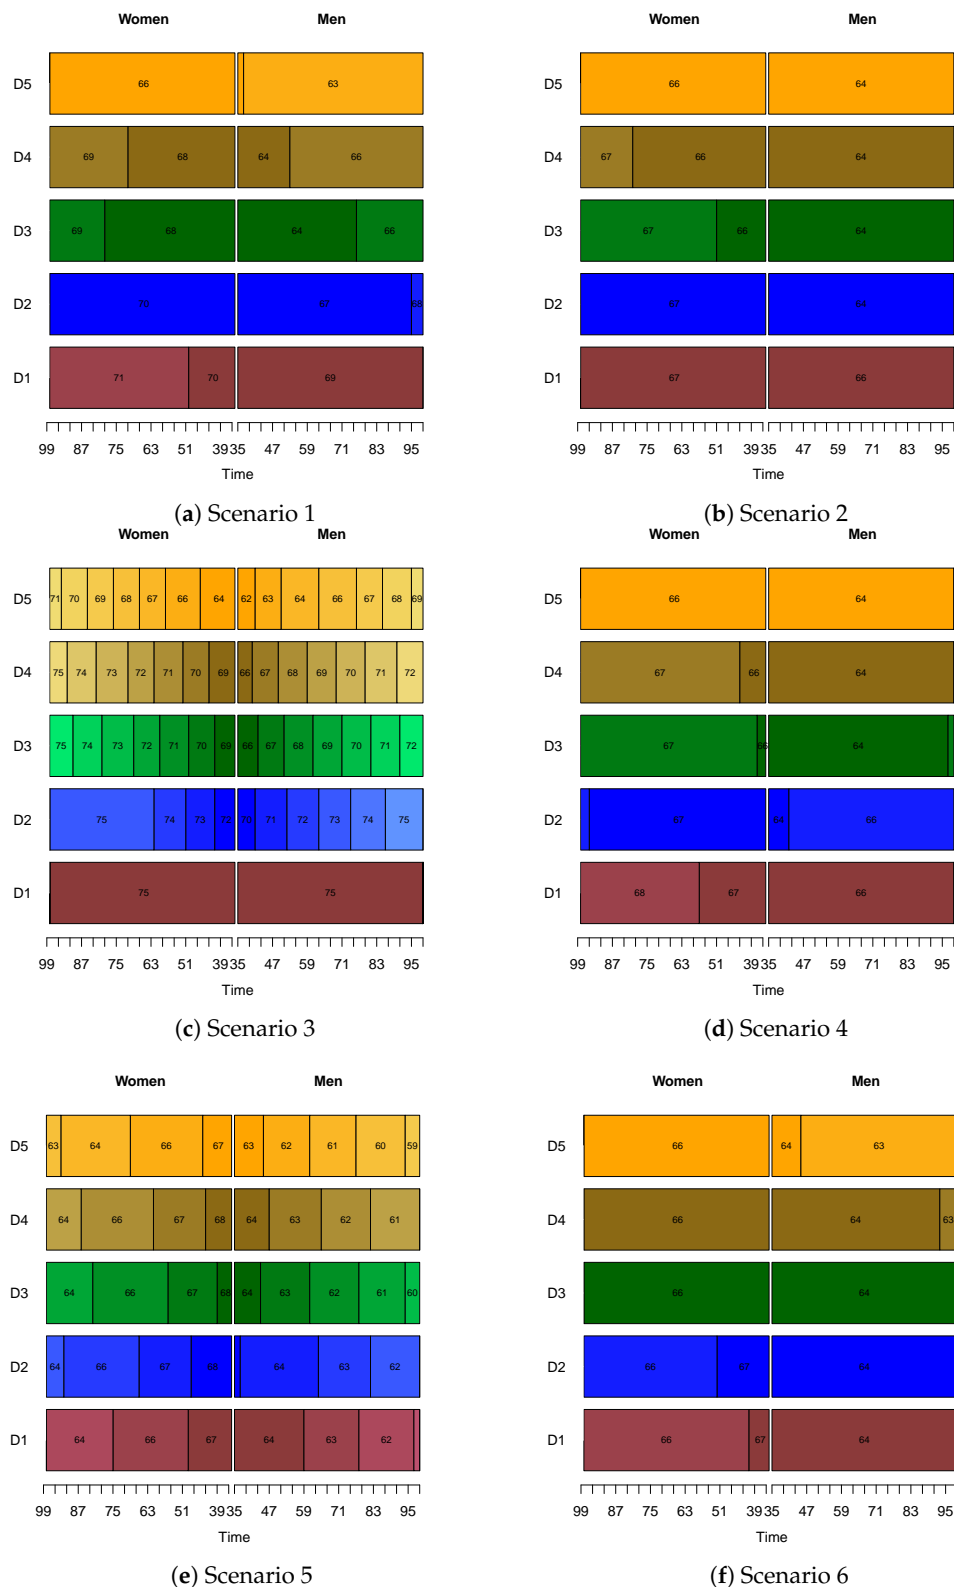 Women Men
D5 66 63
D4 69 68 64 66
D3 69 68 64 66
D2 70 67 68
D1 71 70 69
99 87 75 63 51 39 35 47 59 71 83 95
Time
(a) Scenario 1
Women Men
D5 66 64
D4 67 66 64
D3 67 66 64
D2 67 64
D1 67 66
99 87 75 63 51 39 35 47 59 71 83 95
Time
(b) Scenario 2
Women Men
D5 71 70 69 68 67 66 64 62 63 64 66 67 68 69
D4 75 74 73 72 71 70 69 66 67 68 69 70 71 72
D3 75 74 73 72 71 70 69 66 67 68 69 70 71 72
D2 75 74 73 72 70 71 72 73 74 75
D1 75 75
99 87 75 63 51 39 35 47 59 71 83 95
Time
(c) Scenario 3
Women Men
D5 66 64
D4 67 66 64
D3 67 66 64
D2 67 64 66
D1 68 67 66
99 87 75 63 51 39 35 47 59 71 83 95
Time
(d) Scenario 4
Women Men
D5 63 64 66 67 63 62 61 60 59
D4 64 66 67 68 64 63 62 61
D3 64 66 67 68 64 63 62 61 60
D2 64 66 67 68 64 63 62
D1 64 66 67 64 63 62
99 87 75 63 51 39 35 47 59 71 83 95
Time
(e) Scenario 5
Women Men
D5 66 64 63
D4 66 64 63
D3 66 64
D2 66 67 64
D1 66 67 64
99 87 75 63 51 39 35 47 59 71 83 95
Time
(f) Scenario 6